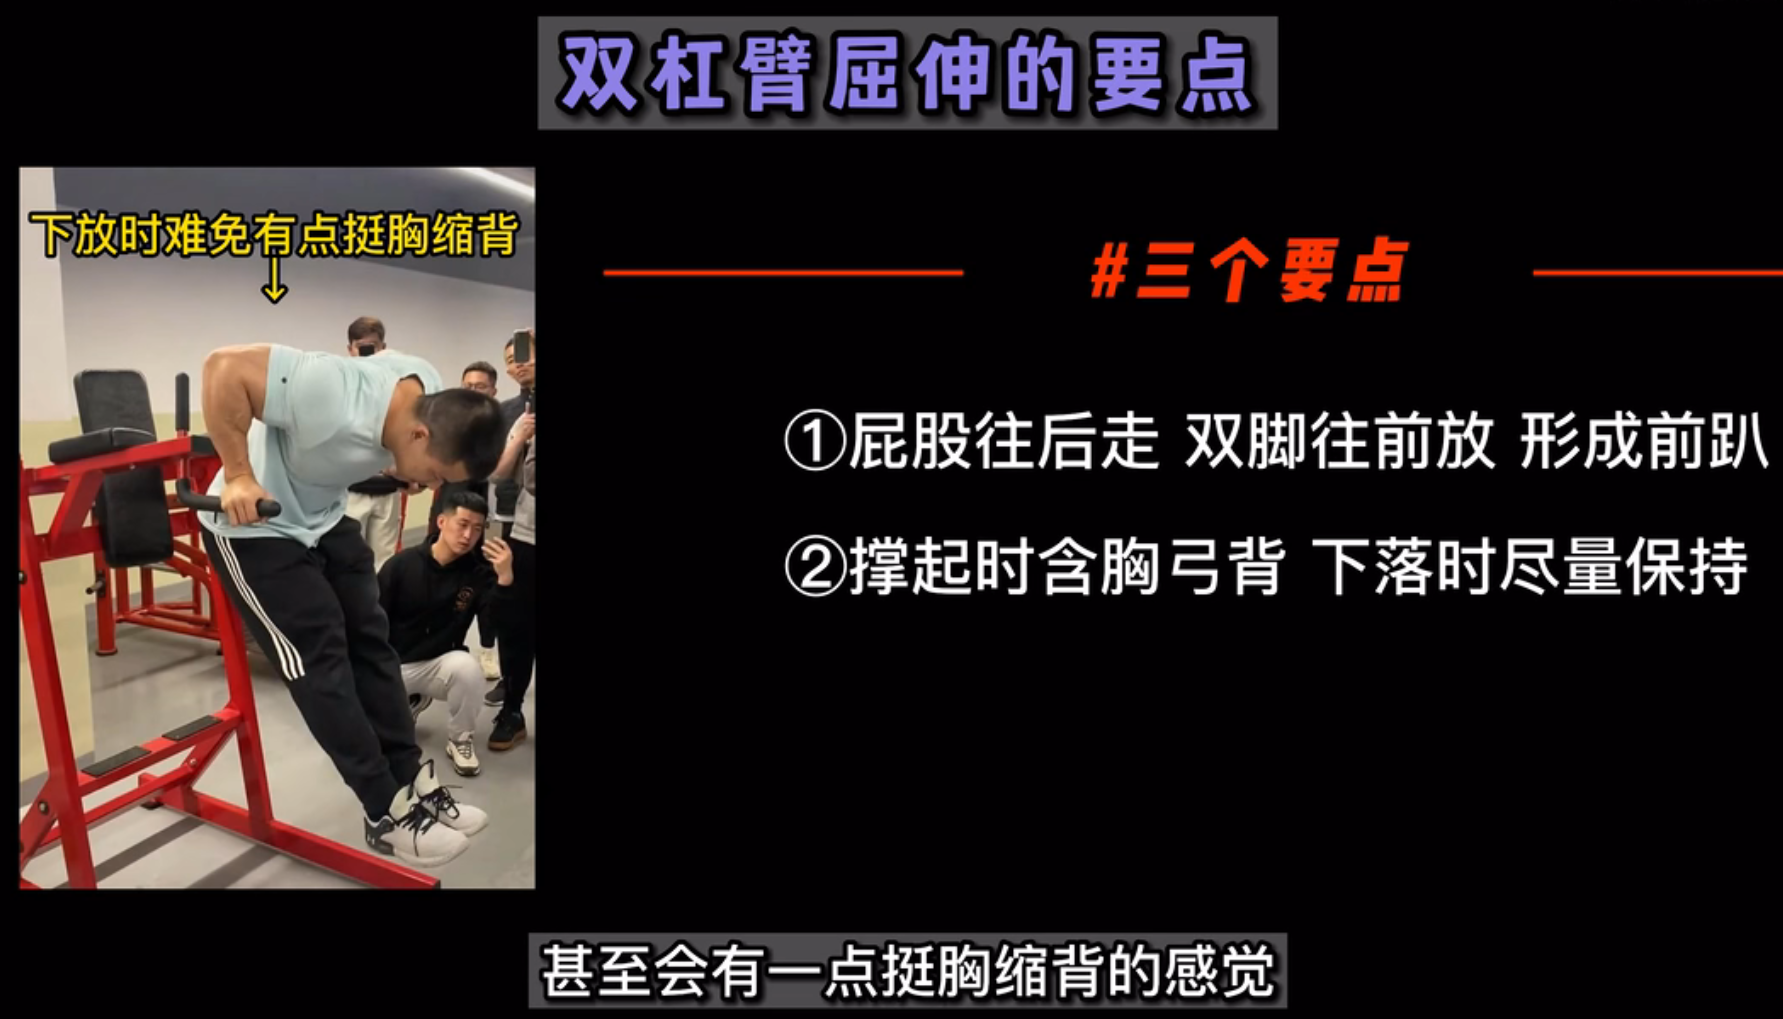 双杠臂屈伸的要点
下放时难免有点挺胸缩背
#三个要点
①屁股往后走 双脚往前放 形成前趴
②撑起时含胸弓背 下落时尽量保持
甚至会有一点挺胸缩背的感觉